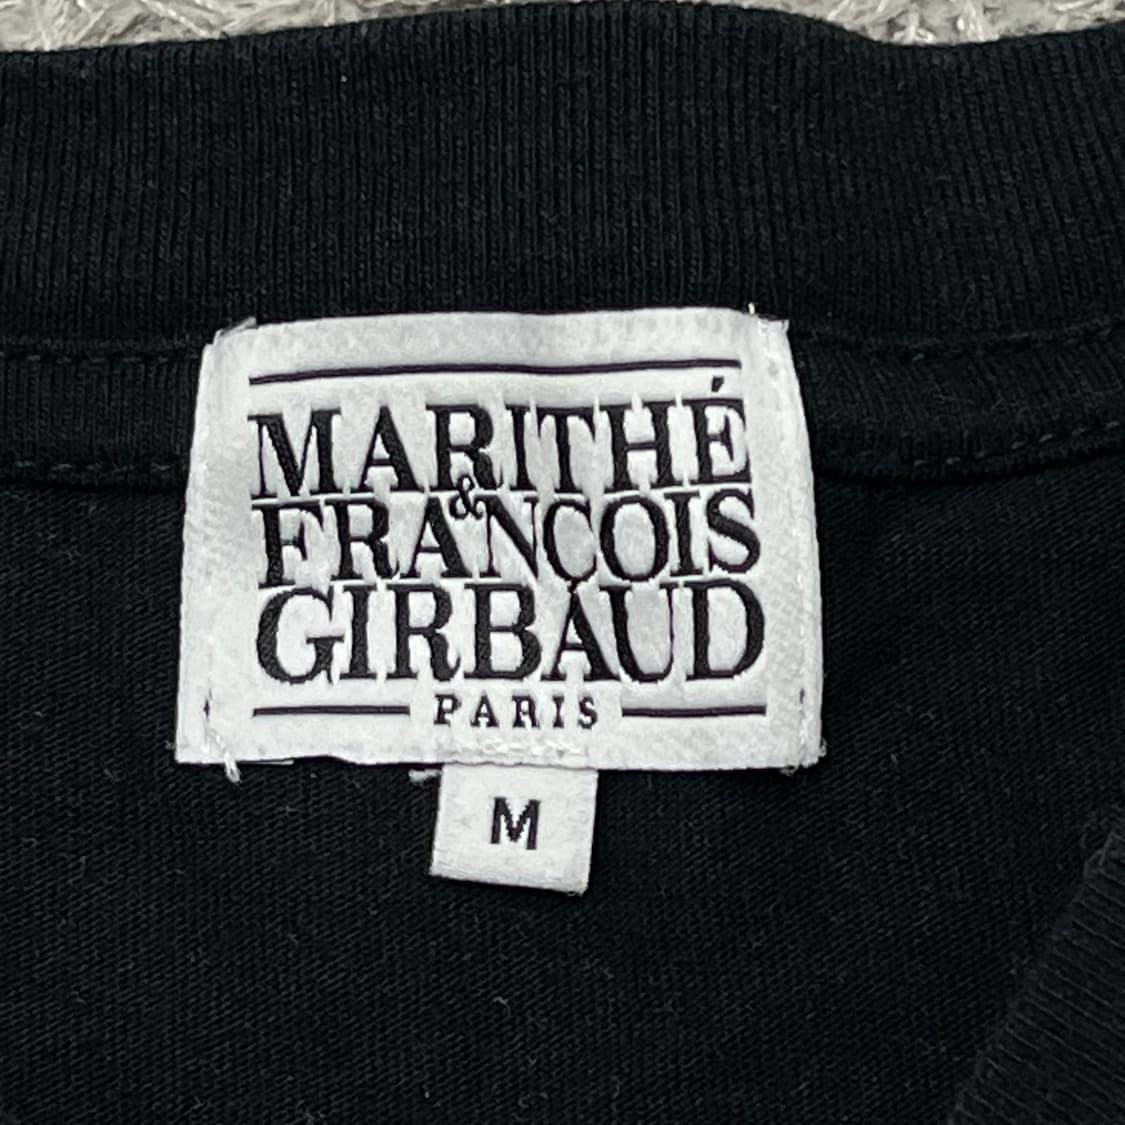 MARITHÉ
&
FRANÇOIS
GIRBAUD
PARIS
M